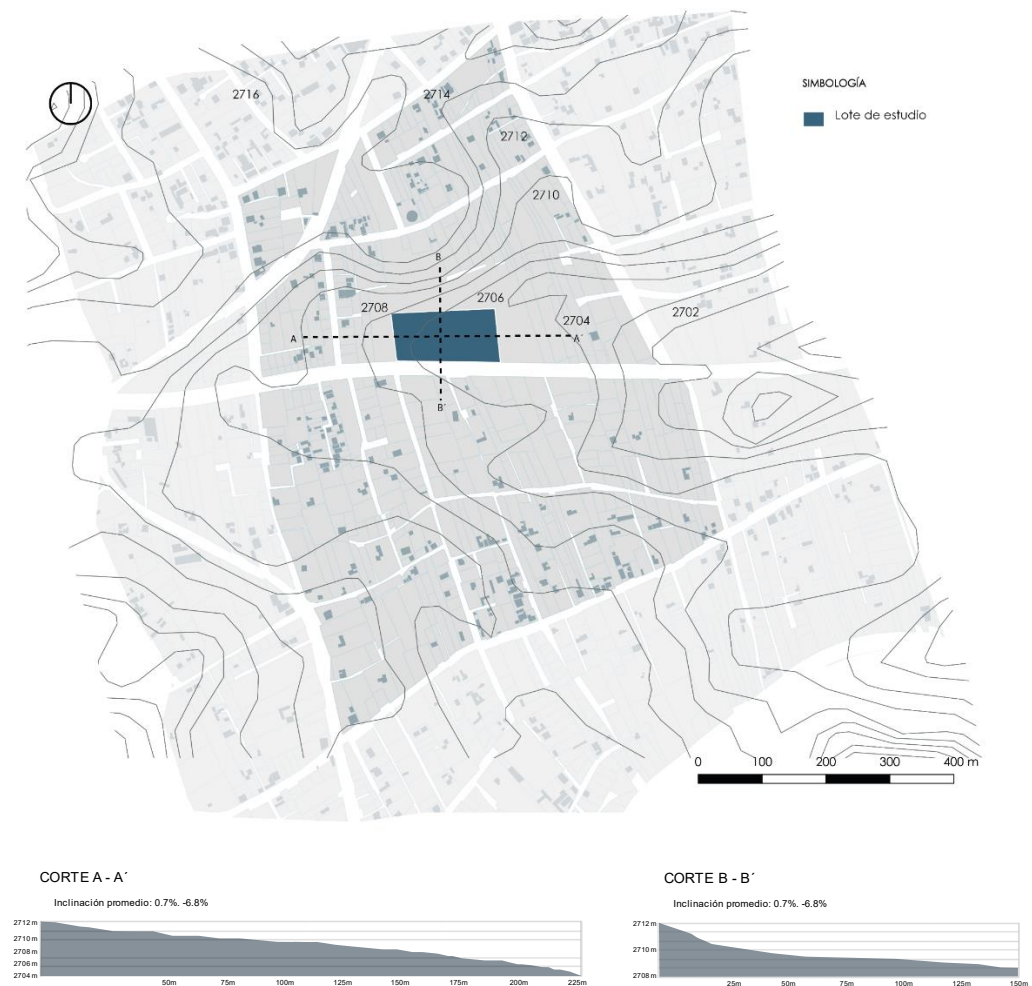 SIMBOLOGÍA
Lote de estudio
2716
2714
2712
2710
B
2708
2706
2704
2702
A
A´
B´
0 100 200 300 400 m
CORTE A - A´
Inclinación promedio: 0.7%. -6.8%
2712 m
2710 m
2708 m
2706 m
2704 m
50m 75m 100m 125m 150m 175m 200m 225m
CORTE B - B´
Inclinación promedio: 0.7%. -6.8%
2712 m
2710 m
2708 m
25m 50m 75m 100m 125m 150m